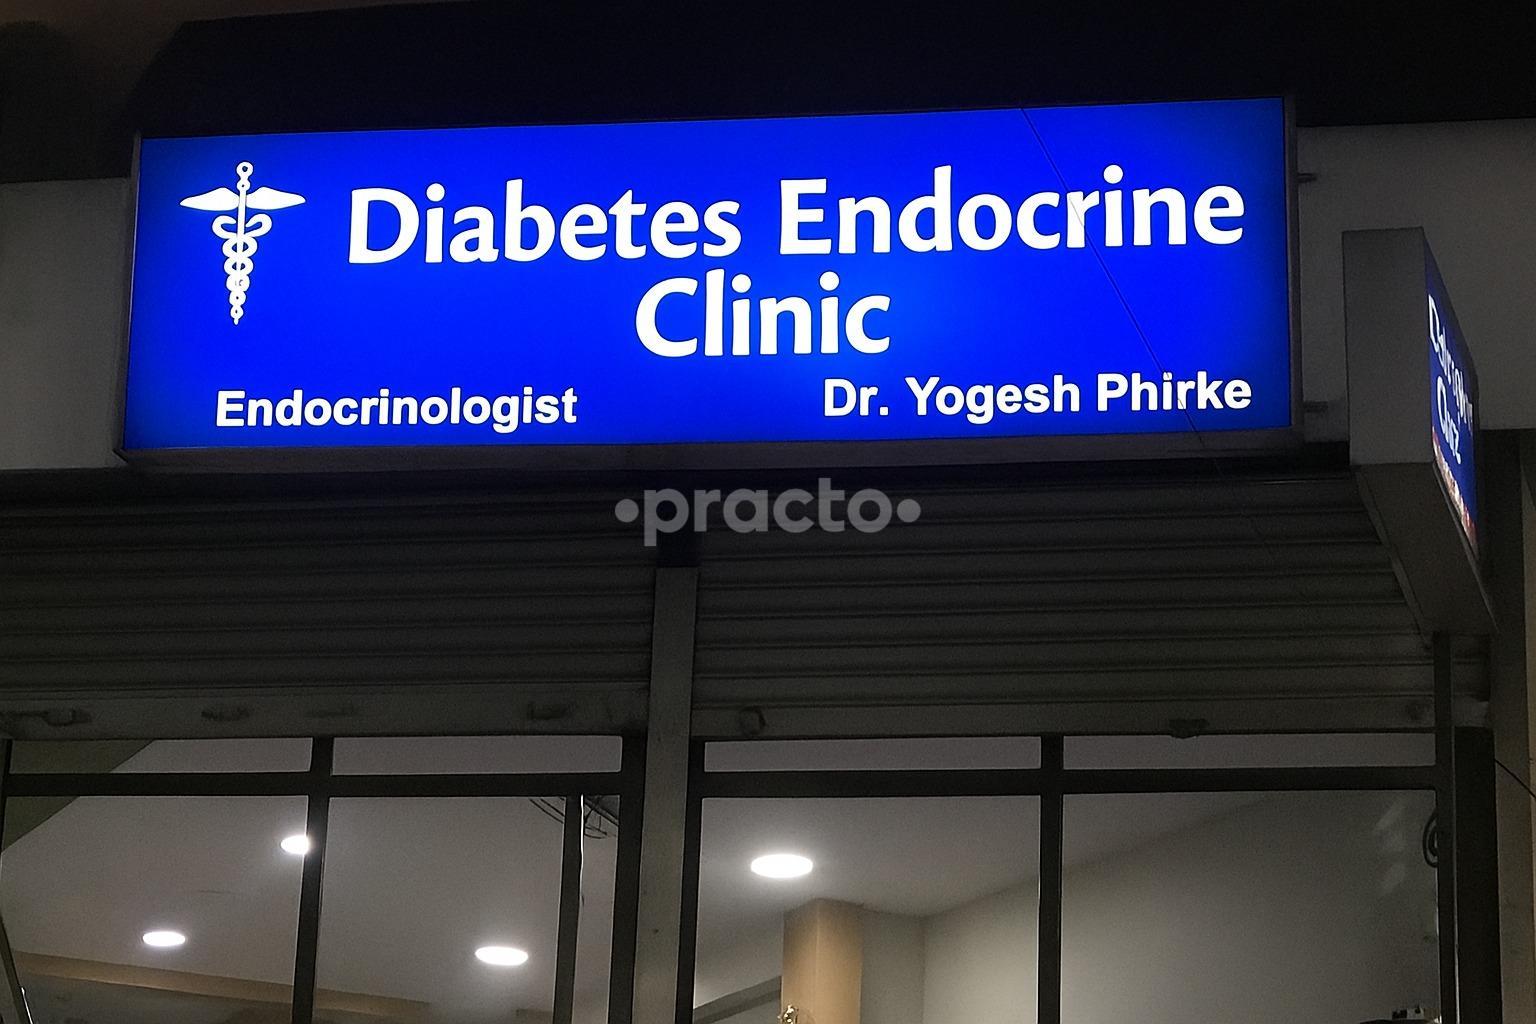 Diabetes Endocrine
Clinic
Endocrinologist
Dr. Yogesh Phirke
•practo•